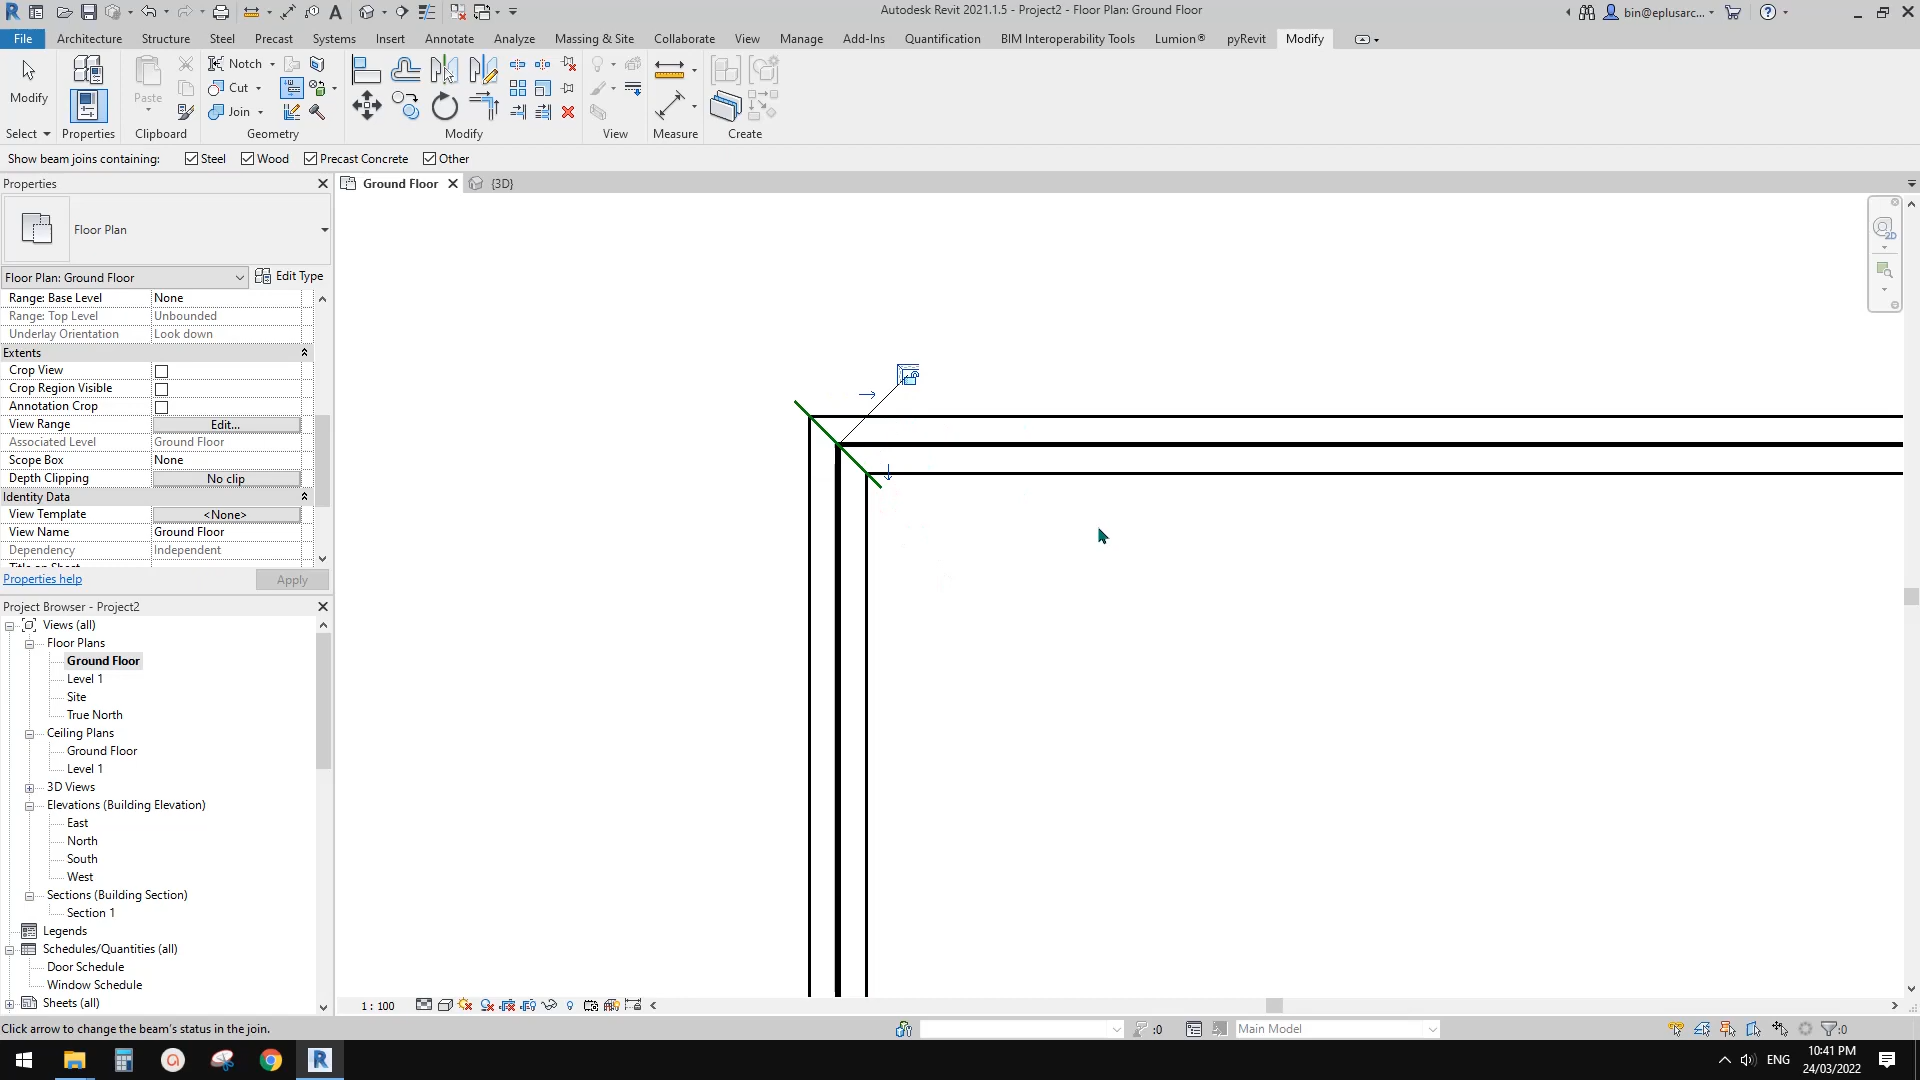 Autodesk Revit 2021.1.5 - Project2 - Floor Plan: Ground Floor
bin@eplusarc...
File Architecture Structure Steel Precast Systems Insert Annotate Analyze Massing & Site Collaborate View Manage Add-Ins Quantification BIM Interoperability Tools Lumion® pyRevit Modify
Modify
Paste
Notch
Cut
Join
Select Properties Clipboard Geometry Modify View Measure Create
Show beam joins containing: Steel Wood Precast Concrete Other
Properties
Ground Floor
{3D}
2D
Floor Plan
Floor Plan: Ground Floor
Edit Type
Range: Base Level None
Range: Top Level Unbounded
Underlay Orientation Look down
Extents
Crop View
Crop Region Visible
Annotation Crop
View Range Edit...
Associated Level Ground Floor
Scope Box None
Depth Clipping No clip
Identity Data
View Template <None>
View Name Ground Floor
Dependency Independent
Properties help
Apply
Project Browser - Project2
Views (all)
Floor Plans
Ground Floor
Level 1
Site
True North
Ceiling Plans
Ground Floor
Level 1
3D Views
Elevations (Building Elevation)
East
North
South
West
Sections (Building Section)
Section 1
Legends
Schedules/Quantities (all)
Door Schedule
Window Schedule
Sheets (all)
1 : 100
Click arrow to change the beam's status in the join.
:0
Main Model
:0
ENG
10:41 PM
24/03/2022